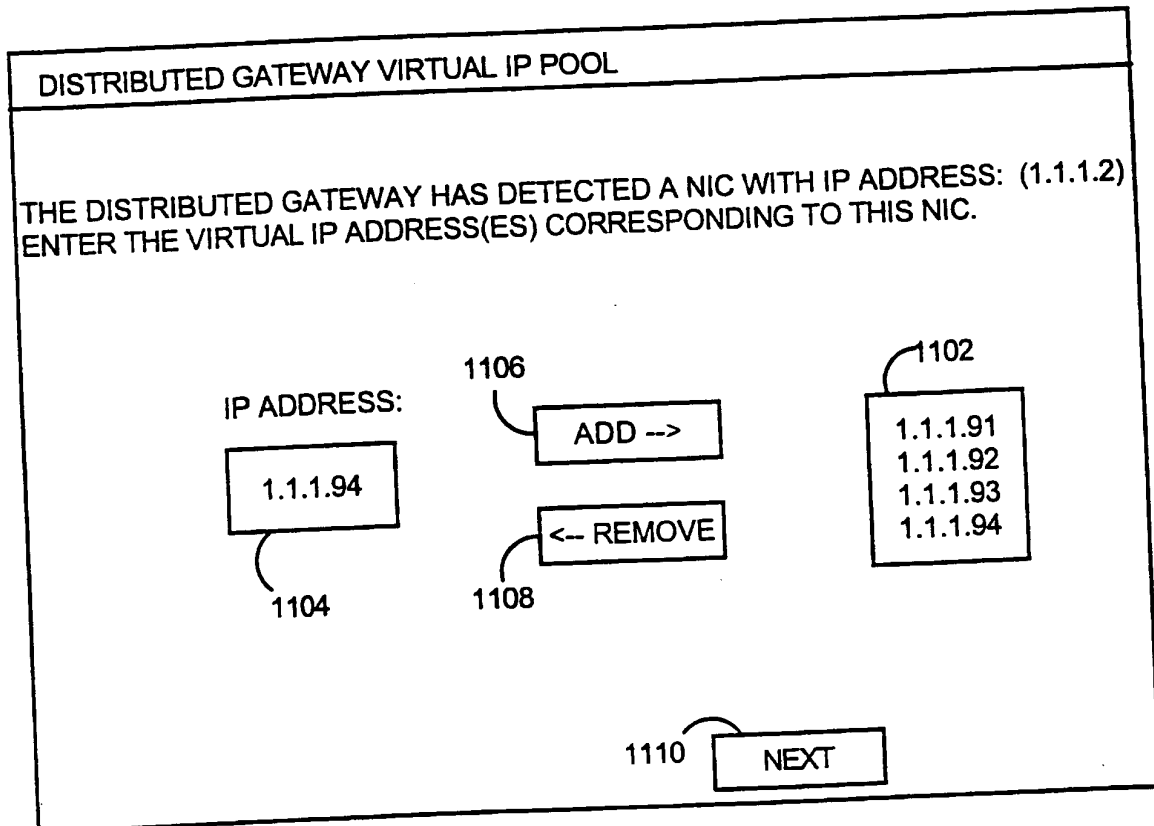 DISTRIBUTED GATEWAY VIRTUAL IP POOL
THE DISTRIBUTED GATEWAY HAS DETECTED A NIC WITH IP ADDRESS: (1.1.1.2)
ENTER THE VIRTUAL IP ADDRESS(ES) CORRESPONDING TO THIS NIC.
IP ADDRESS:
1.1.1.94
1104
1106
ADD -->
<-- REMOVE
1108
1102
1.1.1.91
1.1.1.92
1.1.1.93
1.1.1.94
1110
NEXT